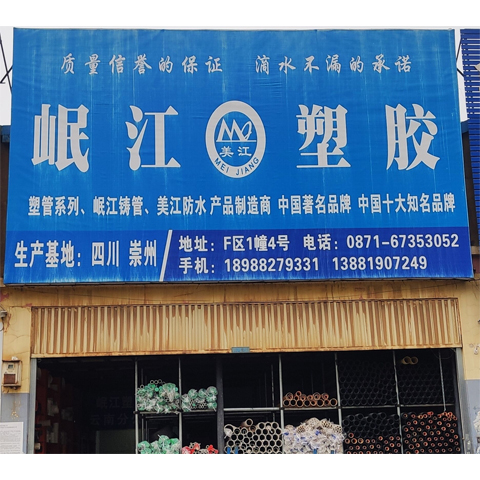 质量信誉的保证 滴水不漏的承诺
岷江 美江 MEI JIANG 塑胶
塑管系列、岷江铸管、美江防水产品制造商 中国著名品牌 中国十大知名品牌
生产基地：四川 崇州
地址：F区1幢4号 电话：0871-67353052
手机：18988279331 13881907249